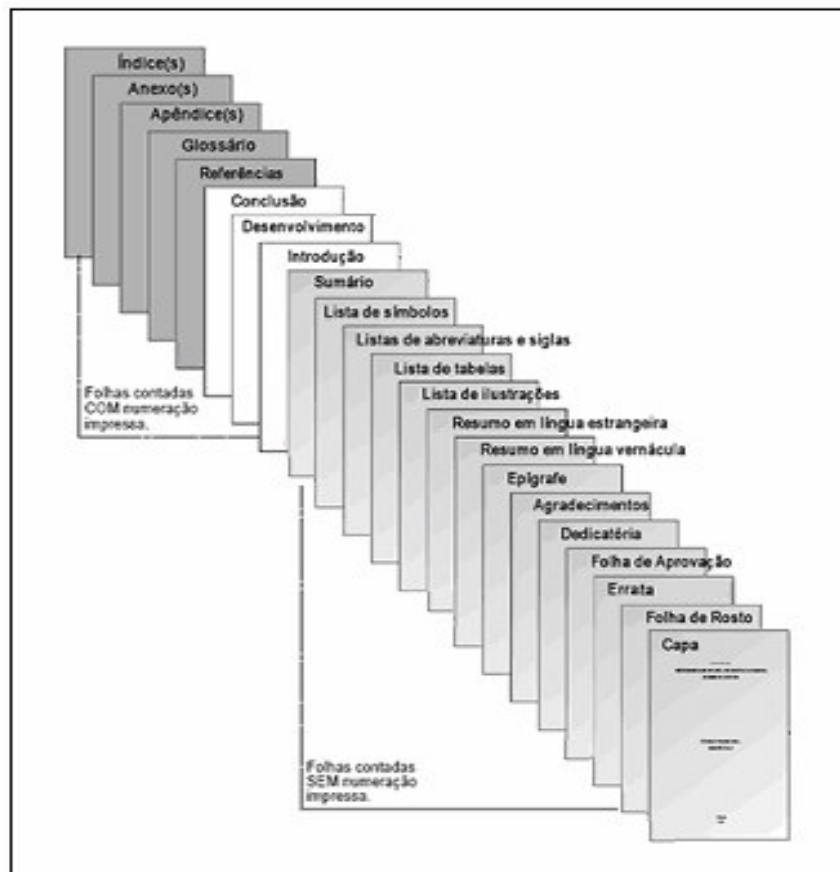 Índice(s)
Anexo(s)
Apêndice(s)
Glossário
Referências
Conclusão
Desenvolvimento
Introdução
Sumário
Lista de símbolos
Listas de abreviaturas e siglas
Lista de tabelas
Lista de ilustrações
Resumo em língua estrangeira
Resumo em língua vernácula
Epígrafe
Agradecimentos
Dedicatória
Folha de Aprovação
Errata
Folha de Rosto
Capa
Folhas contadas
COM numeração
impressa.
Folhas contadas
SEM numeração
impressa.